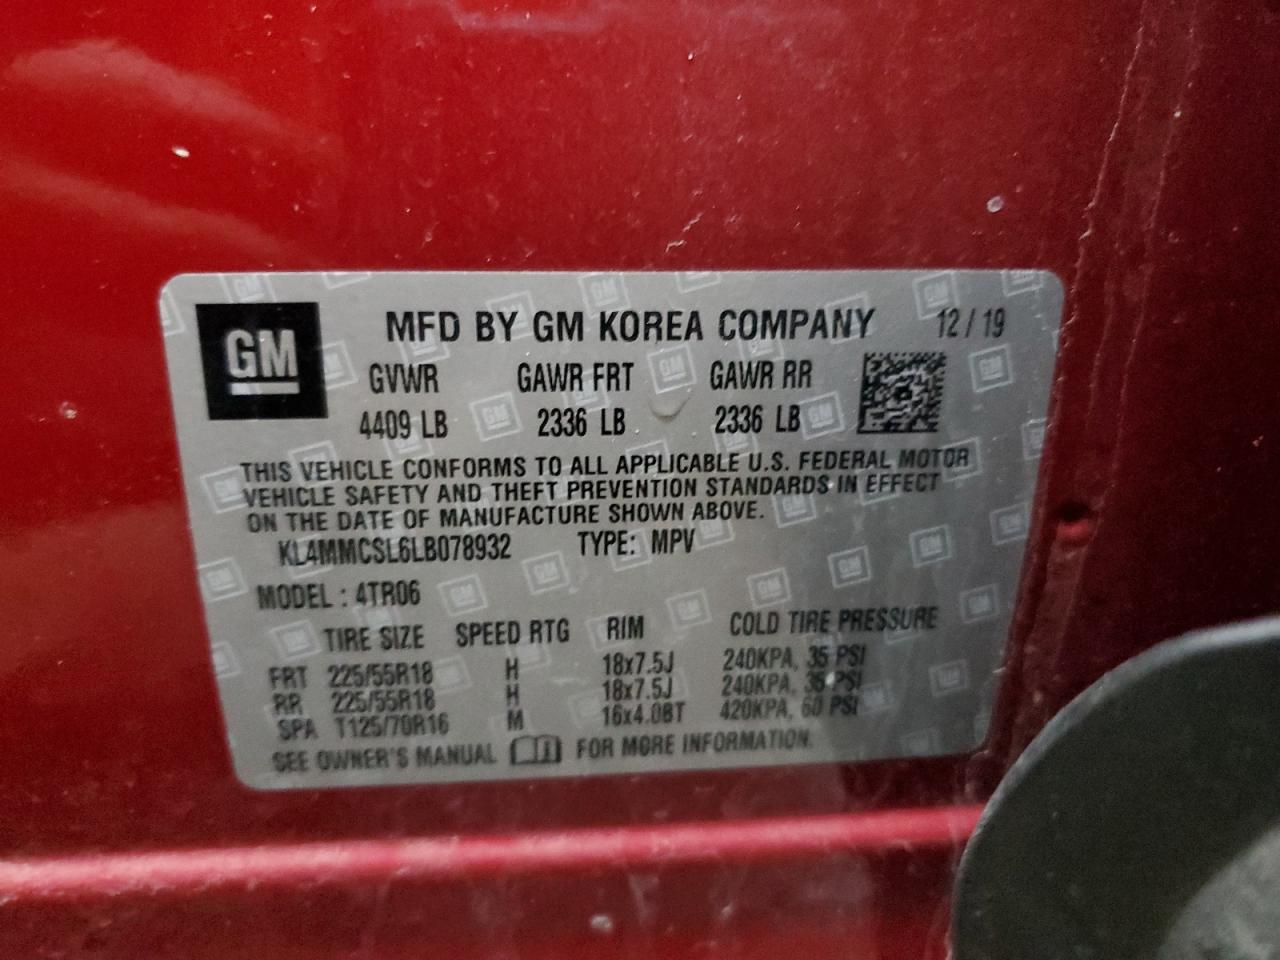 GM
MFD BY GM KOREA COMPANY 12 / 19
GVWR GAWR FRT GAWR RR
4409 LB 2336 LB 2336 LB
THIS VEHICLE CONFORMS TO ALL APPLICABLE U.S. FEDERAL MOTOR
VEHICLE SAFETY AND THEFT PREVENTION STANDARDS IN EFFECT
ON THE DATE OF MANUFACTURE SHOWN ABOVE.
KL4MMCSL6LB078932 TYPE: MPV
MODEL : 4TR06
TIRE SIZE SPEED RTG RIM COLD TIRE PRESSURE
FRT 225/55R18 H 18x7.5J 240KPA, 35 PSI
RR 225/55R18 H 18x7.5J 240KPA, 35 PSI
SPA T125/70R16 M 16x4.0BT 420KPA, 60 PSI
SEE OWNER'S MANUAL FOR MORE INFORMATION.